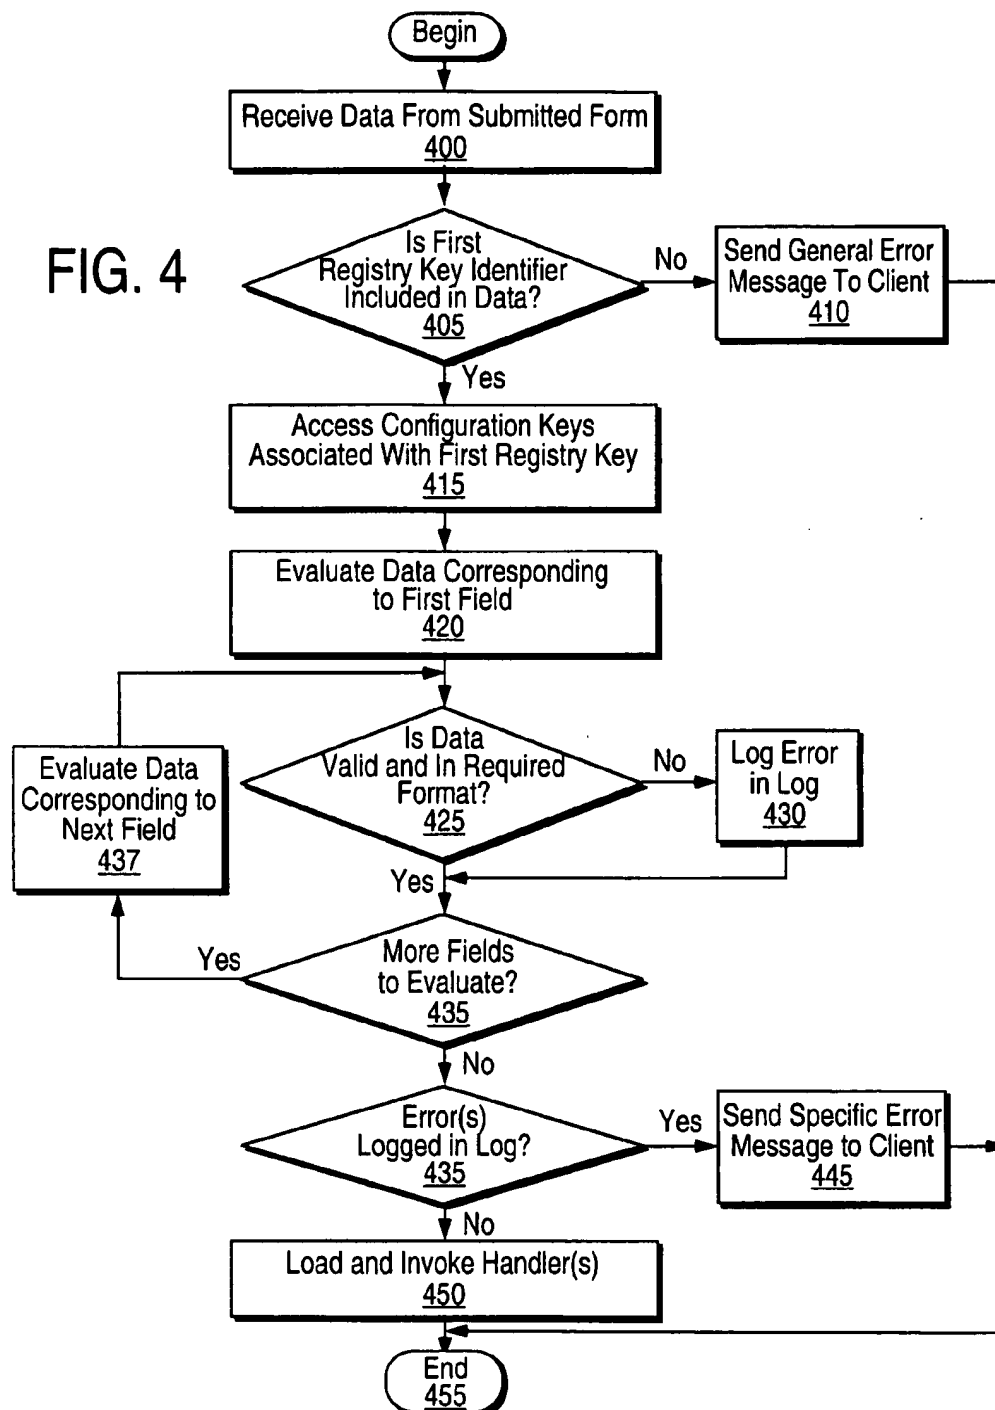 Begin
Receive Data From Submitted Form
400
FIG. 4
Is First
Registry Key Identifier
Included in Data?
405
No
Send General Error
Message To Client
410
Yes
Access Configuration Keys
Associated With First Registry Key
415
Evaluate Data Corresponding
to First Field
420
Evaluate Data
Corresponding to
Next Field
437
Is Data
Valid and In Required
Format?
425
No
Log Error
in Log
430
Yes
Yes
More Fields
to Evaluate?
435
No
Error(s)
Logged in Log?
435
Yes
Send Specific Error
Message to Client
445
No
Load and Invoke Handler(s)
450
End
455